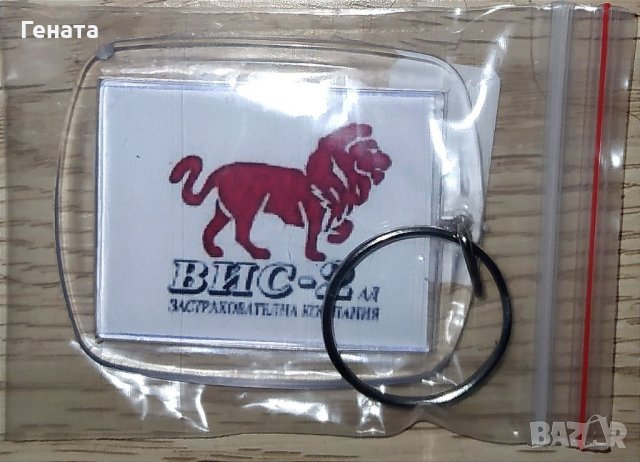 Гената
ВИС-2 АД
ЗАСТРАХОВАТЕЛНА КОМПАНИЯ
BAZAR